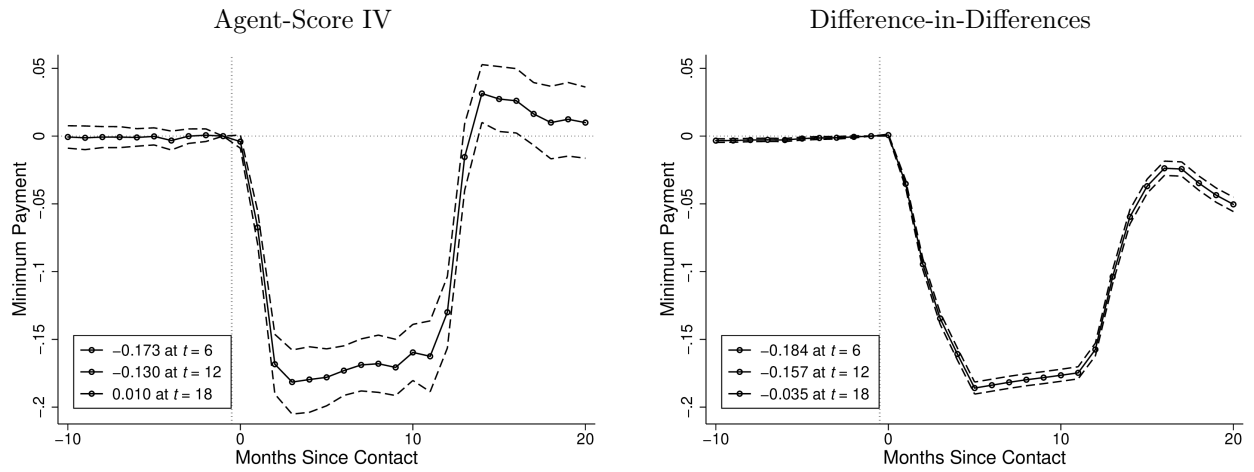 Agent-Score IV
.05
0
-.05
-.1
-.15
-.2
Minimum Payment
-0.173 at t = 6
-0.130 at t = 12
0.010 at t = 18
-10
0
10
20
Months Since Contact
Difference-in-Differences
.05
0
-.05
-.1
-.15
-.2
Minimum Payment
-0.184 at t = 6
-0.157 at t = 12
-0.035 at t = 18
-10
0
10
20
Months Since Contact